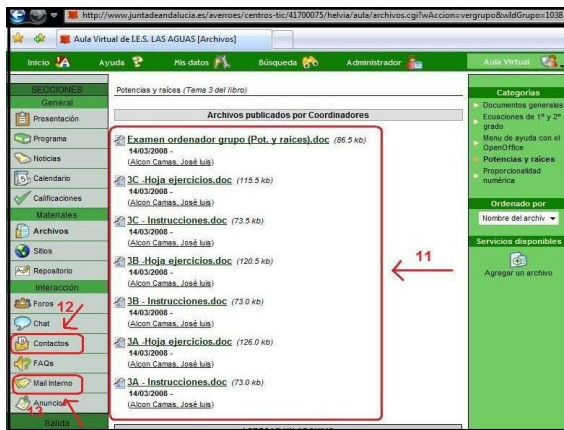 http://www.juntadeandalucia.es/averroes/centros-tic/41700075/helvia/aula/archivos.cgi?wAccion=vergrupo&wIdGrupo=1038
Aula Virtual de I.E.S. LAS AGUAS [Archivos]
Inicio Ayuda Mis datos Búsqueda Administrador Aula Virtual
SECCIONES
General
Presentación
Programa
Noticias
Calendario
Calificaciones
Materiales
Archivos
Sitios
Repositorio
Interacción
Foros
12
Chat
Contactos
FAQs
Mail Interno
Anuncios
13
Salida
Potencias y raíces (Tema 3 del libro)
Archivos publicados por Coordinadores
Examen ordenador grupo (Pot. y raices).doc (86.5 kb)
14/03/2008 -
(Alcon Camas, José luis)
3C -Hoja ejercicios.doc (115.5 kb)
14/03/2008 -
(Alcon Camas, José luis)
3C - Instrucciones.doc (73.5 kb)
14/03/2008 -
(Alcon Camas, José luis)
3B -Hoja ejercicios.doc (120.5 kb)
14/03/2008 -
(Alcon Camas, José luis)
3B - Instrucciones.doc (73.0 kb)
14/03/2008 -
(Alcon Camas, José luis)
3A -Hoja ejercicios.doc (126.0 kb)
14/03/2008 -
(Alcon Camas, José luis)
3A - Instrucciones.doc (73.0 kb)
14/03/2008 -
(Alcon Camas, José luis)
11
Categorías
Documentos generales
Ecuaciones de 1º y 2º
grado
Menu de ayuda con el
OpenOffice
Potencias y raíces
Proporcionalidad
numérica
Ordenado por
Nombre del archiv
Servicios disponibles
Agregar un archivo